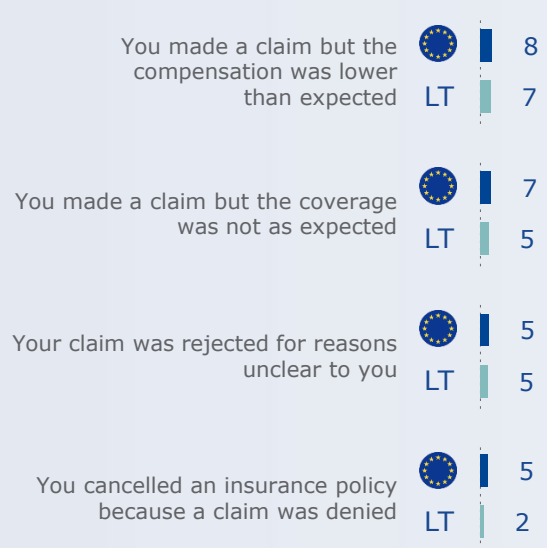 You made a claim but the
compensation was lower
than expected
8
LT 7
You made a claim but the coverage
was not as expected
7
LT 5
Your claim was rejected for reasons
unclear to you
5
LT 5
You cancelled an insurance policy
because a claim was denied
5
LT 2